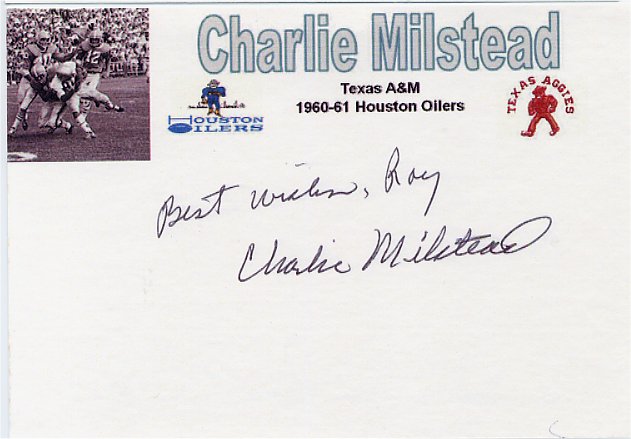 Charlie Milstead
Texas A&M
1960-61 Houston Oilers
HOUSTON
OILERS
TEXAS AGGIES
Best Wishes, Roy
Charlie Milstead